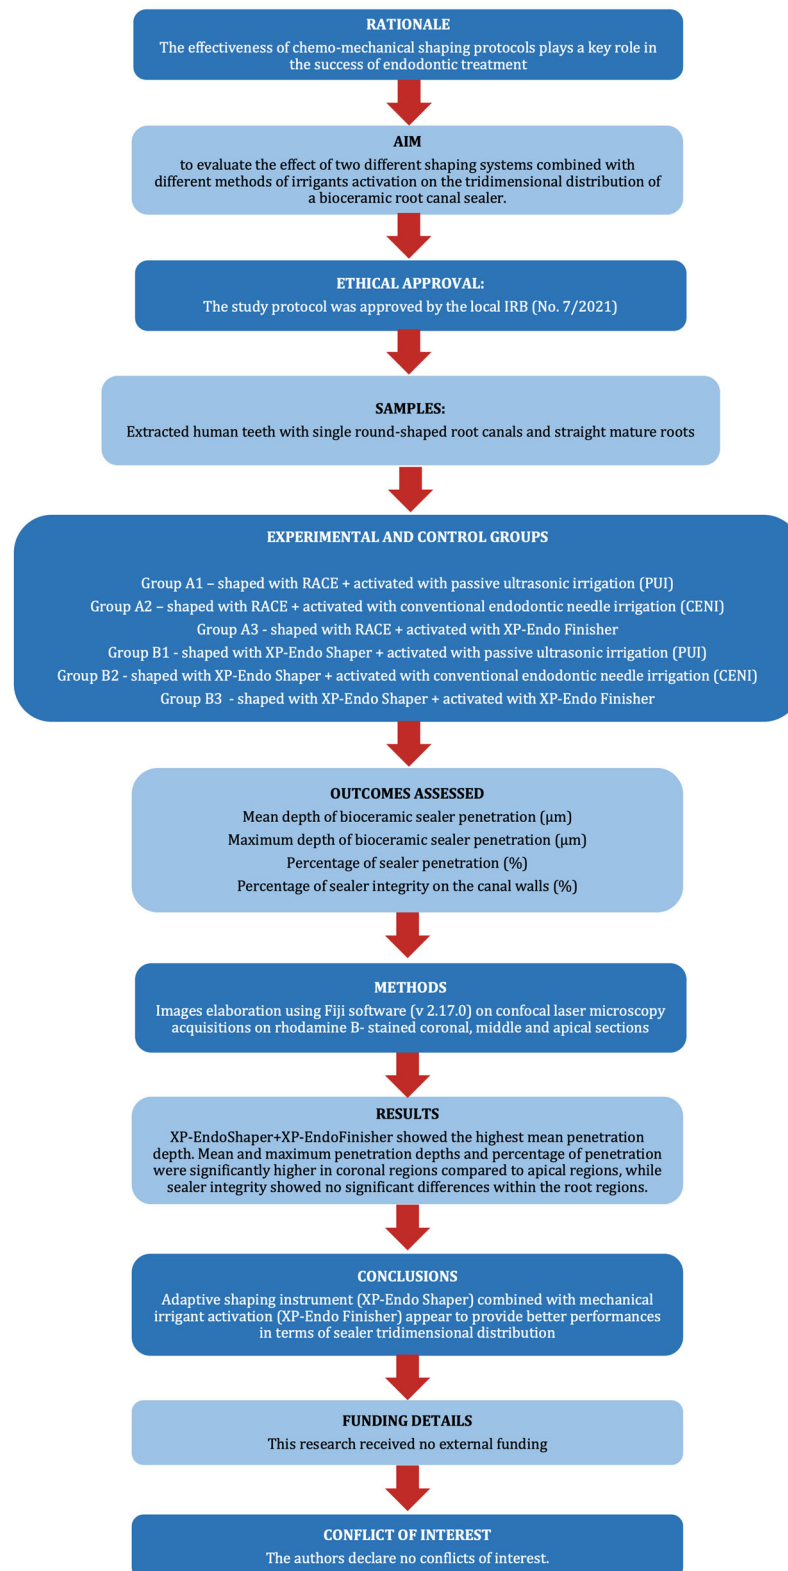 RATIONALE
The effectiveness of chemo-mechanical shaping protocols plays a key role in
the success of endodontic treatment
AIM
to evaluate the effect of two different shaping systems combined with
different methods of irrigants activation on the tridimensional distribution of
a bioceramic root canal sealer.
ETHICAL APPROVAL:
The study protocol was approved by the local IRB (No. 7/2021)
SAMPLES:
Extracted human teeth with single round-shaped root canals and straight mature roots
EXPERIMENTAL AND CONTROL GROUPS
Group A1 – shaped with RACE + activated with passive ultrasonic irrigation (PUI)
Group A2 – shaped with RACE + activated with conventional endodontic needle irrigation (CENI)
Group A3 - shaped with RACE + activated with XP-Endo Finisher
Group B1 - shaped with XP-Endo Shaper + activated with passive ultrasonic irrigation (PUI)
Group B2 - shaped with XP-Endo Shaper + activated with conventional endodontic needle irrigation (CENI)
Group B3 - shaped with XP-Endo Shaper + activated with XP-Endo Finisher
OUTCOMES ASSESSED
Mean depth of bioceramic sealer penetration (µm)
Maximum depth of bioceramic sealer penetration (µm)
Percentage of sealer penetration (%)
Percentage of sealer integrity on the canal walls (%)
METHODS
Images elaboration using Fiji software (v 2.17.0) on confocal laser microscopy
acquisitions on rhodamine B- stained coronal, middle and apical sections
RESULTS
XP-EndoShaper+XP-EndoFinisher showed the highest mean penetration
depth. Mean and maximum penetration depths and percentage of penetration
were significantly higher in coronal regions compared to apical regions, while
sealer integrity showed no significant differences within the root regions.
CONCLUSIONS
Adaptive shaping instrument (XP-Endo Shaper) combined with mechanical
irrigant activation (XP-Endo Finisher) appear to provide better performances
in terms of sealer tridimensional distribution
FUNDING DETAILS
This research received no external funding
CONFLICT OF INTEREST
The authors declare no conflicts of interest.